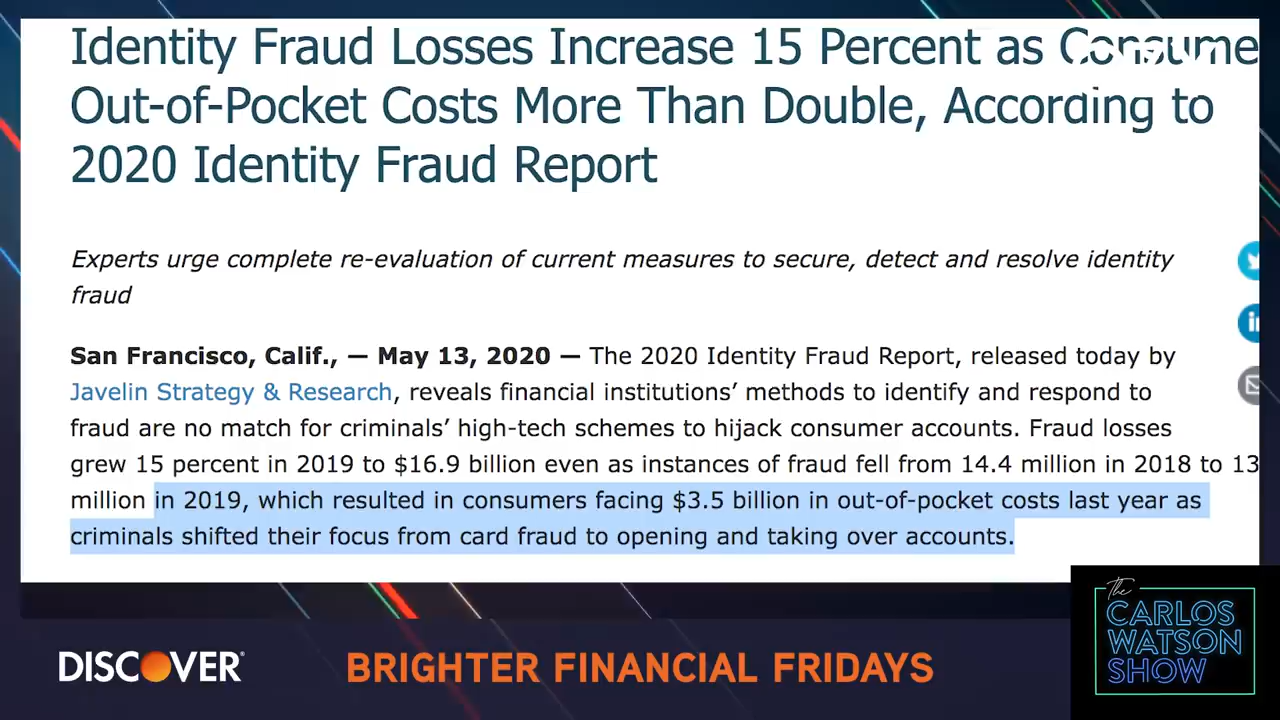 Identity Fraud Losses Increase 15 Percent as Consume
Out-of-Pocket Costs More Than Double, According to
2020 Identity Fraud Report
Experts urge complete re-evaluation of current measures to secure, detect and resolve identity
fraud
San Francisco, Calif., — May 13, 2020 — The 2020 Identity Fraud Report, released today by
Javelin Strategy & Research, reveals financial institutions’ methods to identify and respond to
fraud are no match for criminals’ high-tech schemes to hijack consumer accounts. Fraud losses
grew 15 percent in 2019 to $16.9 billion even as instances of fraud fell from 14.4 million in 2018 to 13
million in 2019, which resulted in consumers facing $3.5 billion in out-of-pocket costs last year as
criminals shifted their focus from card fraud to opening and taking over accounts.
in
DISCOVER®
BRIGHTER FINANCIAL FRIDAYS
The
CARLOS
WATSON
SHOW